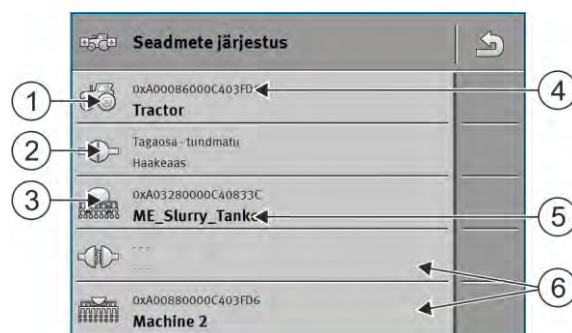 Seadmete järjestus
0xA00086000C403FD
Tractor
Tagaosa - tundmatu
Haakeaas
0xA03280000C40833C
ME_Slurry_Tank
- - -
- - -
0xA00880000C403FD6
Machine 2
1
2
3
4
5
6